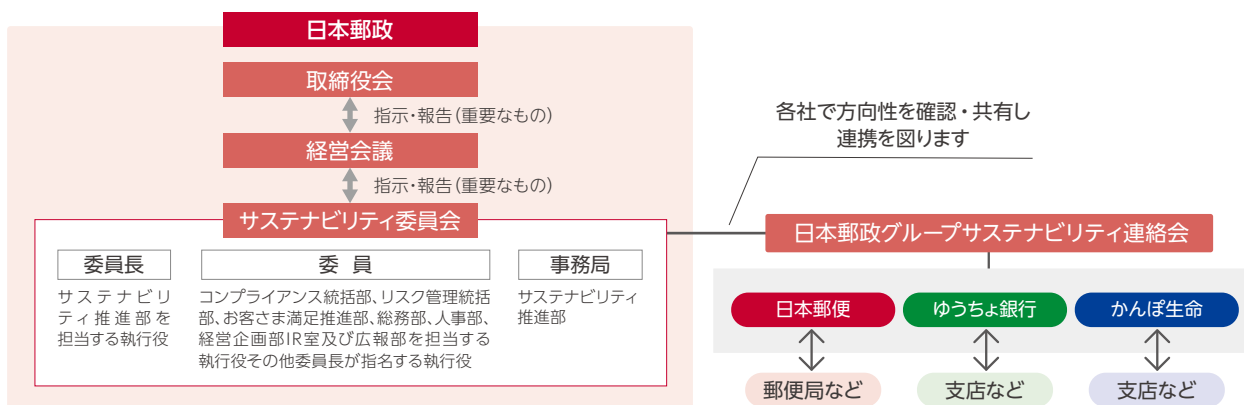 日本郵政
取締役会
指示・報告(重要なもの)
経営会議
指示・報告(重要なもの)
サステナビリティ委員会
委員長
サステナビリ
ティ推進部を
担当する執行役
委 員
コンプライアンス統括部、リスク管理統括
部、お客さま満足推進部、総務部、人事部、
経営企画部IR室及び広報部を担当する
執行役その他委員長が指名する執行役
事務局
サステナビリティ
推進部
各社で方向性を確認・共有し
連携を図ります
日本郵政グループサステナビリティ連絡会
日本郵便
ゆうちょ銀行
かんぽ生命
郵便局など
支店など
支店など